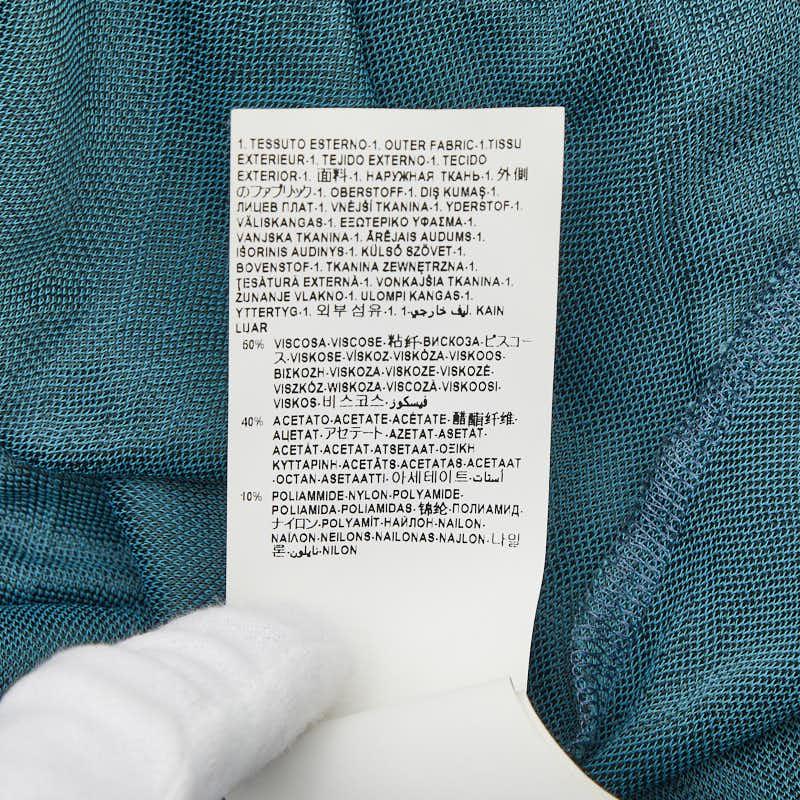 1. TESSUTO ESTERNO-1. OUTER FABRIC-1.TISSU
EXTERIEUR-1. TEJIDO EXTERNO-1. TECIDO
EXTERIOR-1. 面料-1. НАРУЖНАЯ ТКАНЬ-1. 外側
のファブリック-1. OBERSTOFF-1. DIŞ KUMAŞ-1.
ЛИЦЕВ ПЛАТ-1. VNĚJŠÍ TKANINA-1. YDERSTOF-1.
VÄLISKANGAS-1. ΕΞΩΤΕΡΙΚΟ ΥΦΑΣΜΑ-1.
VANJSKA TKANINA-1. ĀRĒJAIS AUDUMS-1.
IŠORINIS AUDINYS-1. KÜLSŐ SZÖVET-1.
BOVENSTOF-1. TKANINA ZEWNĘTRZNA-1.
ŢESĂTURĂ EXTERNĂ-1. VONKAJŠIA TKANINA-1.
ZUNANJE VLAKNO-1. ULOMPI KANGAS-1.
YTTERTYG-1. 외부 섬유-1. ليف خارجي-1. KAIN
LUAR
50% VISCOSA-VISCOSE-粘纤-ВИСКОЗА-ビスコー
ス-VISKOSE-VİSKOZ-VISKÓZA-VISKOOS-
ΒΙΣΚΟΖΗ-VISKOZA-VISKOZE-VISKOZĖ-
VISZKÓZ-WISKOZA-VISCOZĂ-VISKOOSI-
VISKOS-비스코스-فيسكوز
40% ACETATO-ACETATE-ACÉTATE-醋酯纤维-
АЦЕТАТ-アセテート-AZETAT-ASETAT-
ACETÁT-ACETAT-ATSETAAT-ΟΞΙΚΗ
ΚΥΤΤΑΡΙΝΗ-ACETĀTS-ACETATAS-ACETAAT
-OCTAN-ASETAATTI-아세테이트-أستات
10% POLIAMMIDE-NYLON-POLYAMIDE-
POLIAMIDA-POLIAMIDAS-锦纶-ПОЛИАМИД-
ナイロン-POLYAMİT-НАЙЛОН-NAILON-
ΝΑΪΛΟΝ-NEILONS-NAILONAS-NAJLON-나일
론-نايلون-NILON